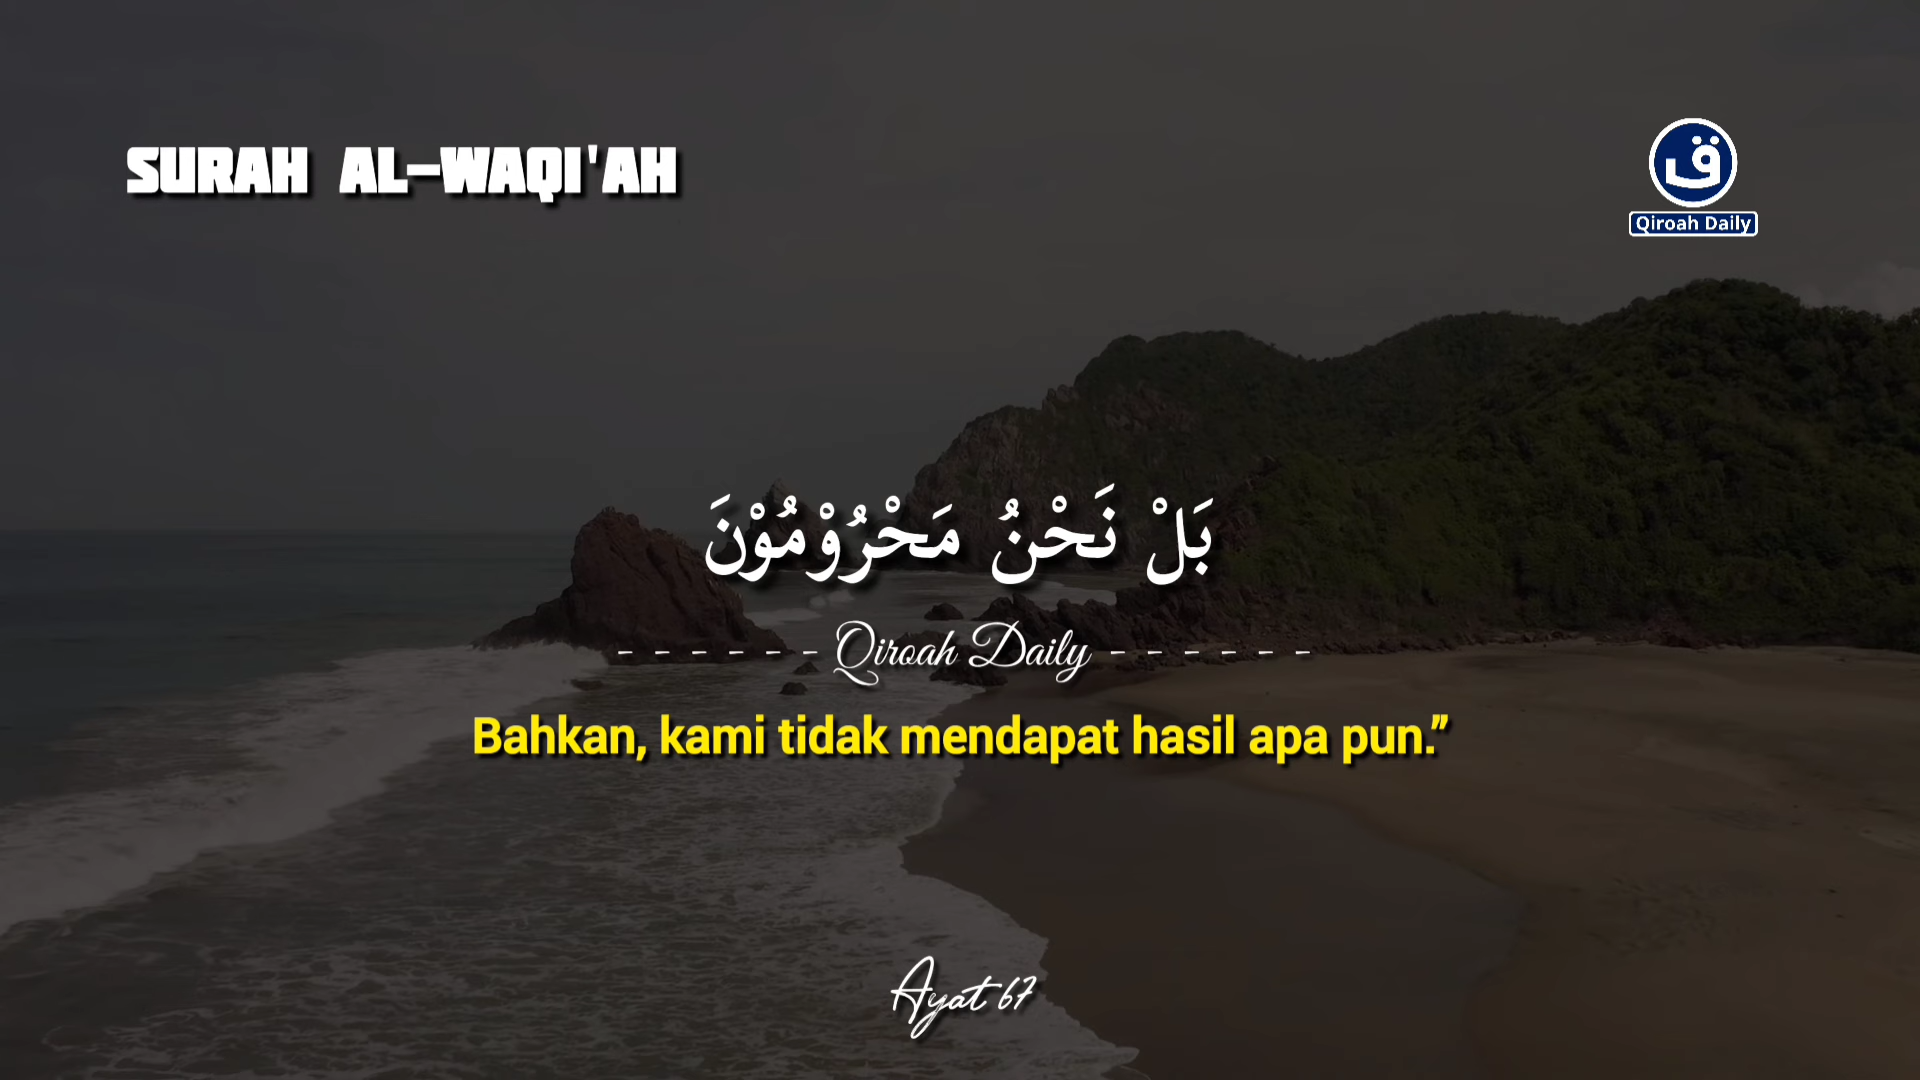 SURAH AL-WAQI'AH
ق
Qiroah Daily
بَلْ نَحْنُ مَحْرُوْمُوْنَ
- - - - - - Qiroah Daily - - - - - -
Bahkan, kami tidak mendapat hasil apa pun.”
Ayat 67